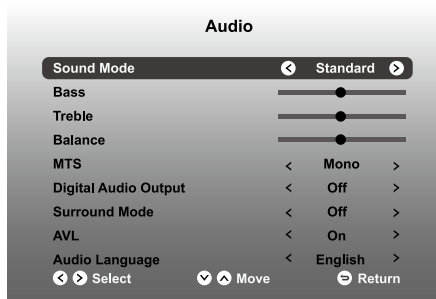 Audio
Sound Mode Standard
Bass
Treble
Balance
MTS Mono
Digital Audio Output Off
Surround Mode Off
AVL On
Audio Language English
Select Move Return